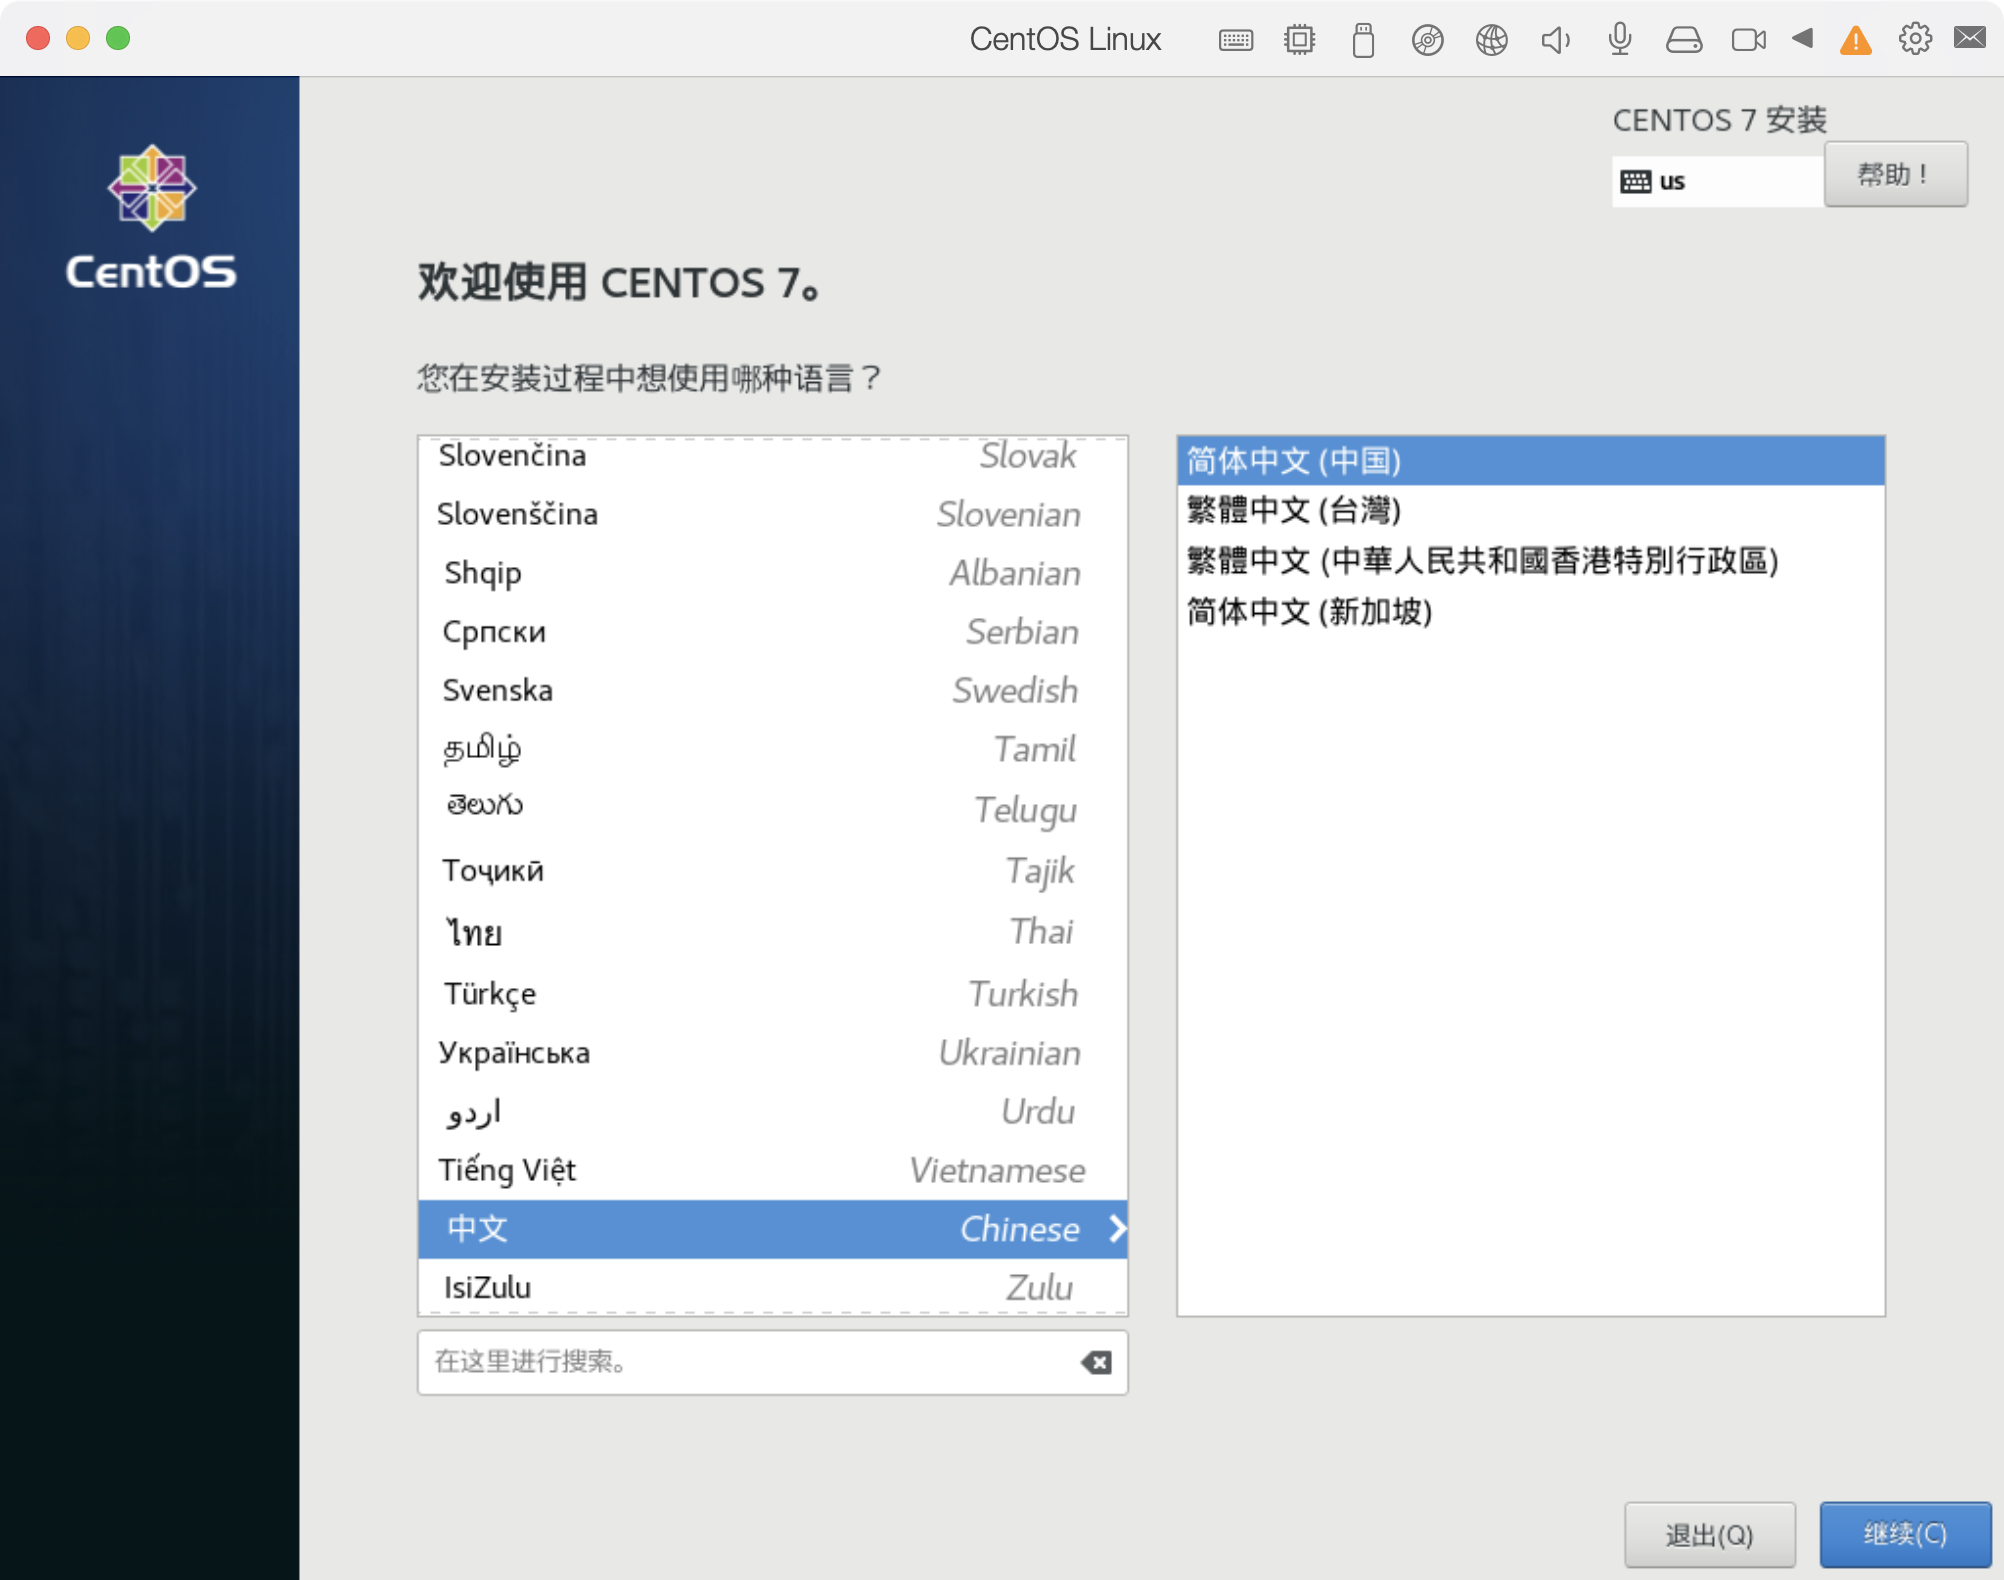 CentOS Linux
CentOS
CENTOS 7 安装
us
帮助！
欢迎使用 CENTOS 7。
您在安装过程中想使用哪种语言？
Slovenčina Slovak
Slovenščina Slovenian
Shqip Albanian
Српски Serbian
Svenska Swedish
தமிழ் Tamil
తెలుగు Telugu
Тоҷикӣ Tajik
ไทย Thai
Türkçe Turkish
Українська Ukrainian
اردو Urdu
Tiếng Việt Vietnamese
中文 Chinese
IsiZulu Zulu
简体中文 (中国)
繁體中文 (台灣)
繁體中文 (中華人民共和國香港特別行政區)
简体中文 (新加坡)
在这里进行搜索。
退出(Q)
继续(C)